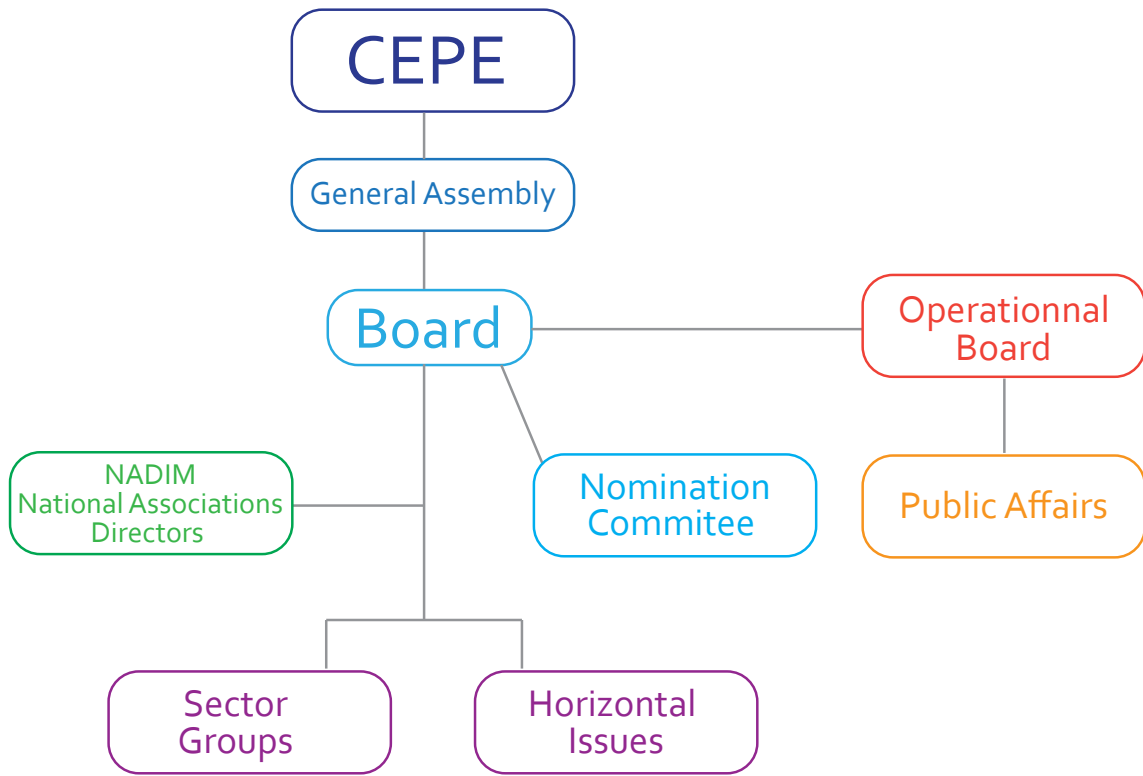 CEPE
General Assembly
Board
Operationnal
Board
NADIM
National Associations
Directors
Nomination
Commitee
Public Affairs
Sector
Groups
Horizontal
Issues